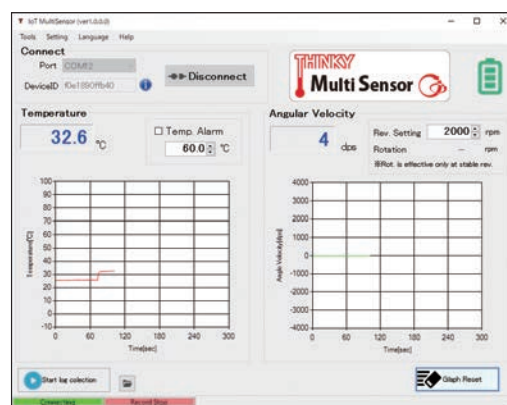 IoT MultiSensor (ver1.0.0.0)
Tools Setting Language Help
Connect
Port COM12
DeviceID f0e1890ffb40
Disconnect
THINKY
Multi Sensor
Temperature
32.6 ℃
Temp. Alarm
60.0 ℃
Angular Velocity
4 dps
Rev. Setting 2000 rpm
Rotation -- rpm
※Rot. is effective only at stable rev.
Temperature[℃]
100
90
80
70
60
50
40
30
20
10
0
-10
0 60 120 180 240 300
Time[sec]
Angle Velocity[dps]
4000
3000
2000
1000
0
-1000
-2000
-3000
-4000
0 60 120 180 240 300
Time[sec]
Start log colection
Glaph Reset
Connecting
Record Stop